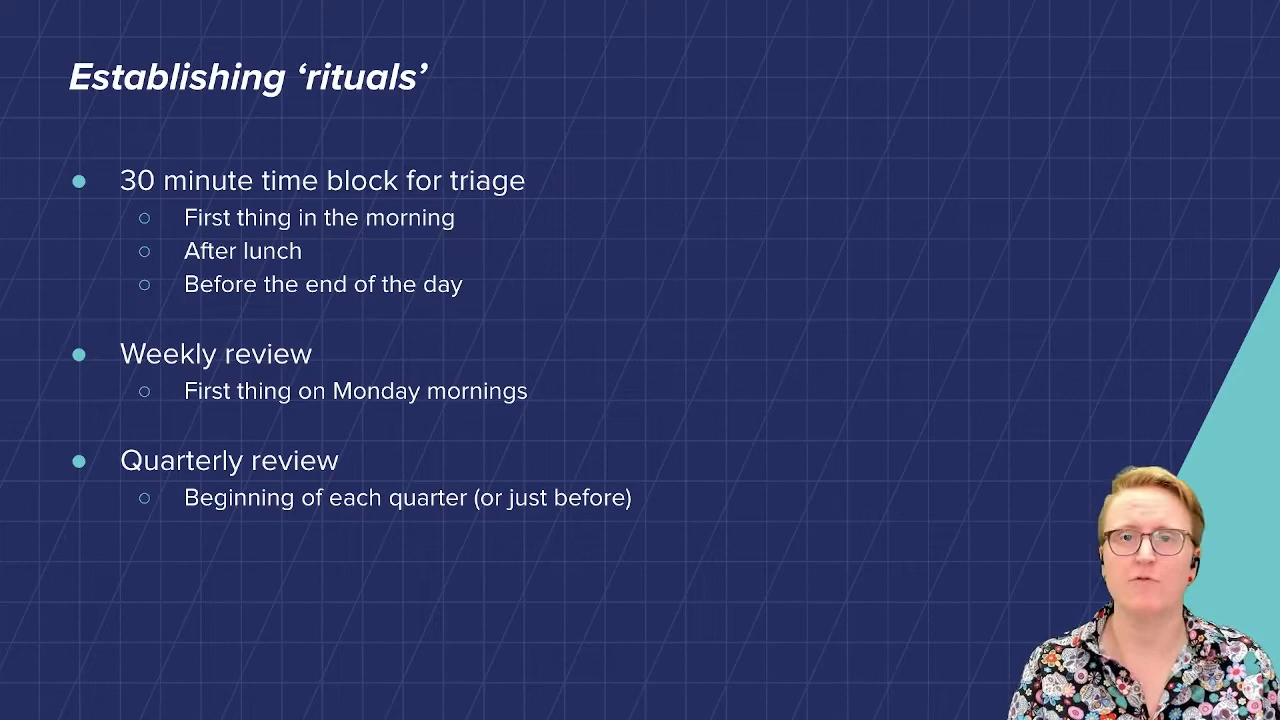 Establishing ‘rituals’
30 minute time block for triage
First thing in the morning
After lunch
Before the end of the day
Weekly review
First thing on Monday mornings
Quarterly review
Beginning of each quarter (or just before)